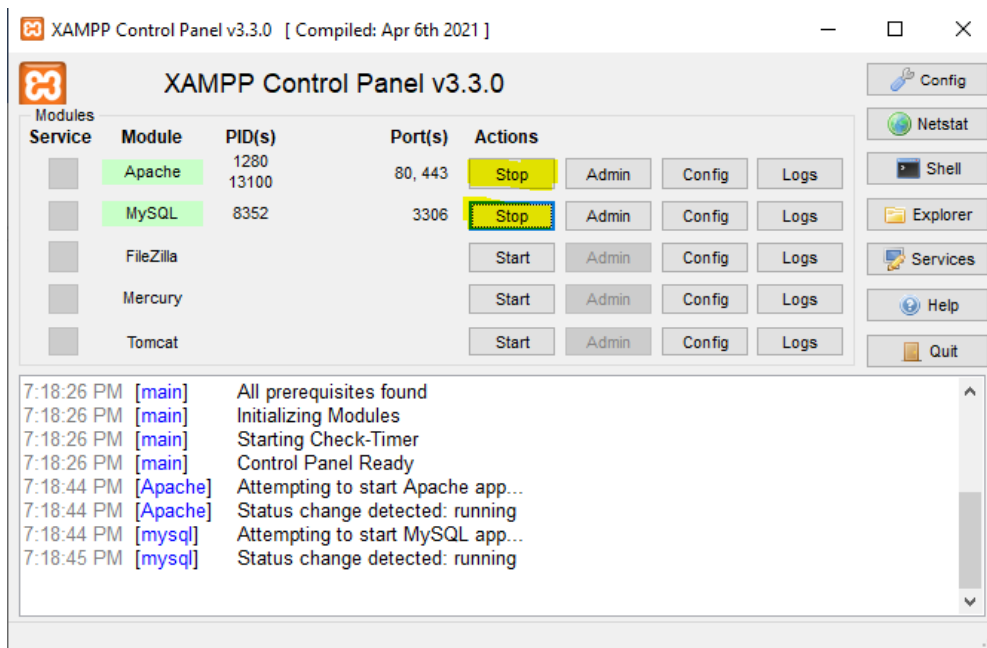 XAMPP Control Panel v3.3.0 [ Compiled: Apr 6th 2021 ]
XAMPP Control Panel v3.3.0
Config
Netstat
Shell
Explorer
Services
Help
Quit
Modules
Service Module PID(s) Port(s) Actions
Apache 1280 13100 80, 443 Stop Admin Config Logs
MySQL 8352 3306 Stop Admin Config Logs
FileZilla Start Admin Config Logs
Mercury Start Admin Config Logs
Tomcat Start Admin Config Logs
7:18:26 PM [main] All prerequisites found
7:18:26 PM [main] Initializing Modules
7:18:26 PM [main] Starting Check-Timer
7:18:26 PM [main] Control Panel Ready
7:18:44 PM [Apache] Attempting to start Apache app...
7:18:44 PM [Apache] Status change detected: running
7:18:44 PM [mysql] Attempting to start MySQL app...
7:18:45 PM [mysql] Status change detected: running